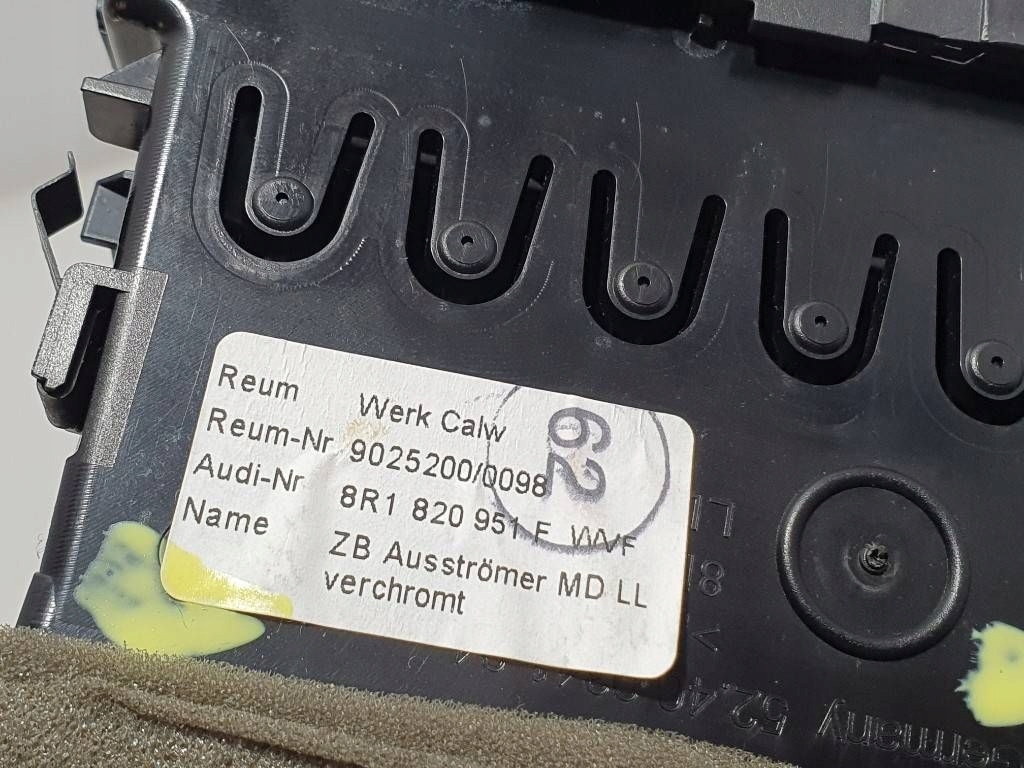 Reum Werk Calw
Reum-Nr 9025200/0098
Audi-Nr 8R1 820 951 F WVF
Name ZB Ausströmer MD LL
verchromt
62
Germany